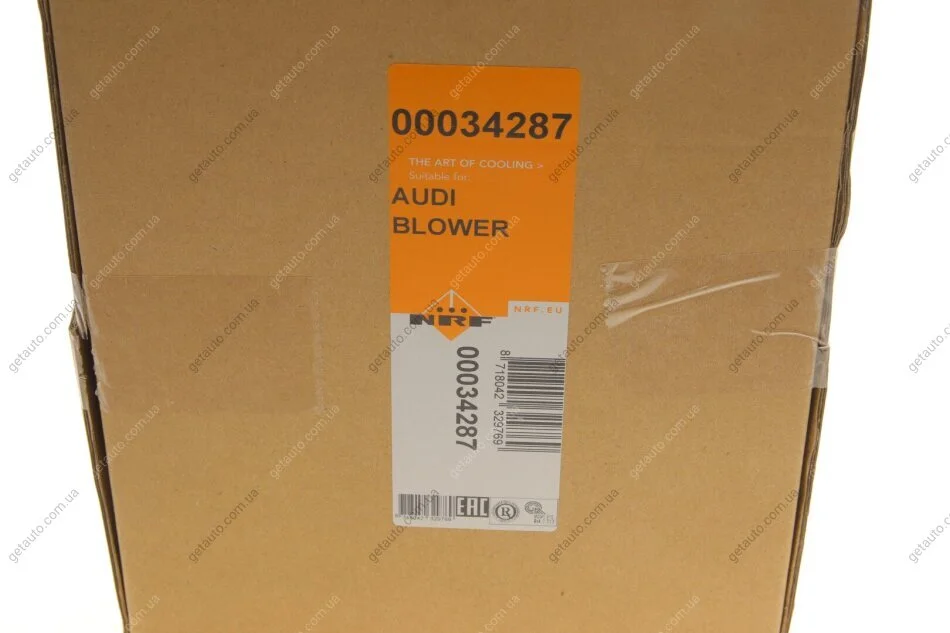 00034287
THE ART OF COOLING >
Suitable for:
AUDI
BLOWER
NRF
NRF.EU
00034287
8 718042 329769
EAC
R
getauto.com.ua